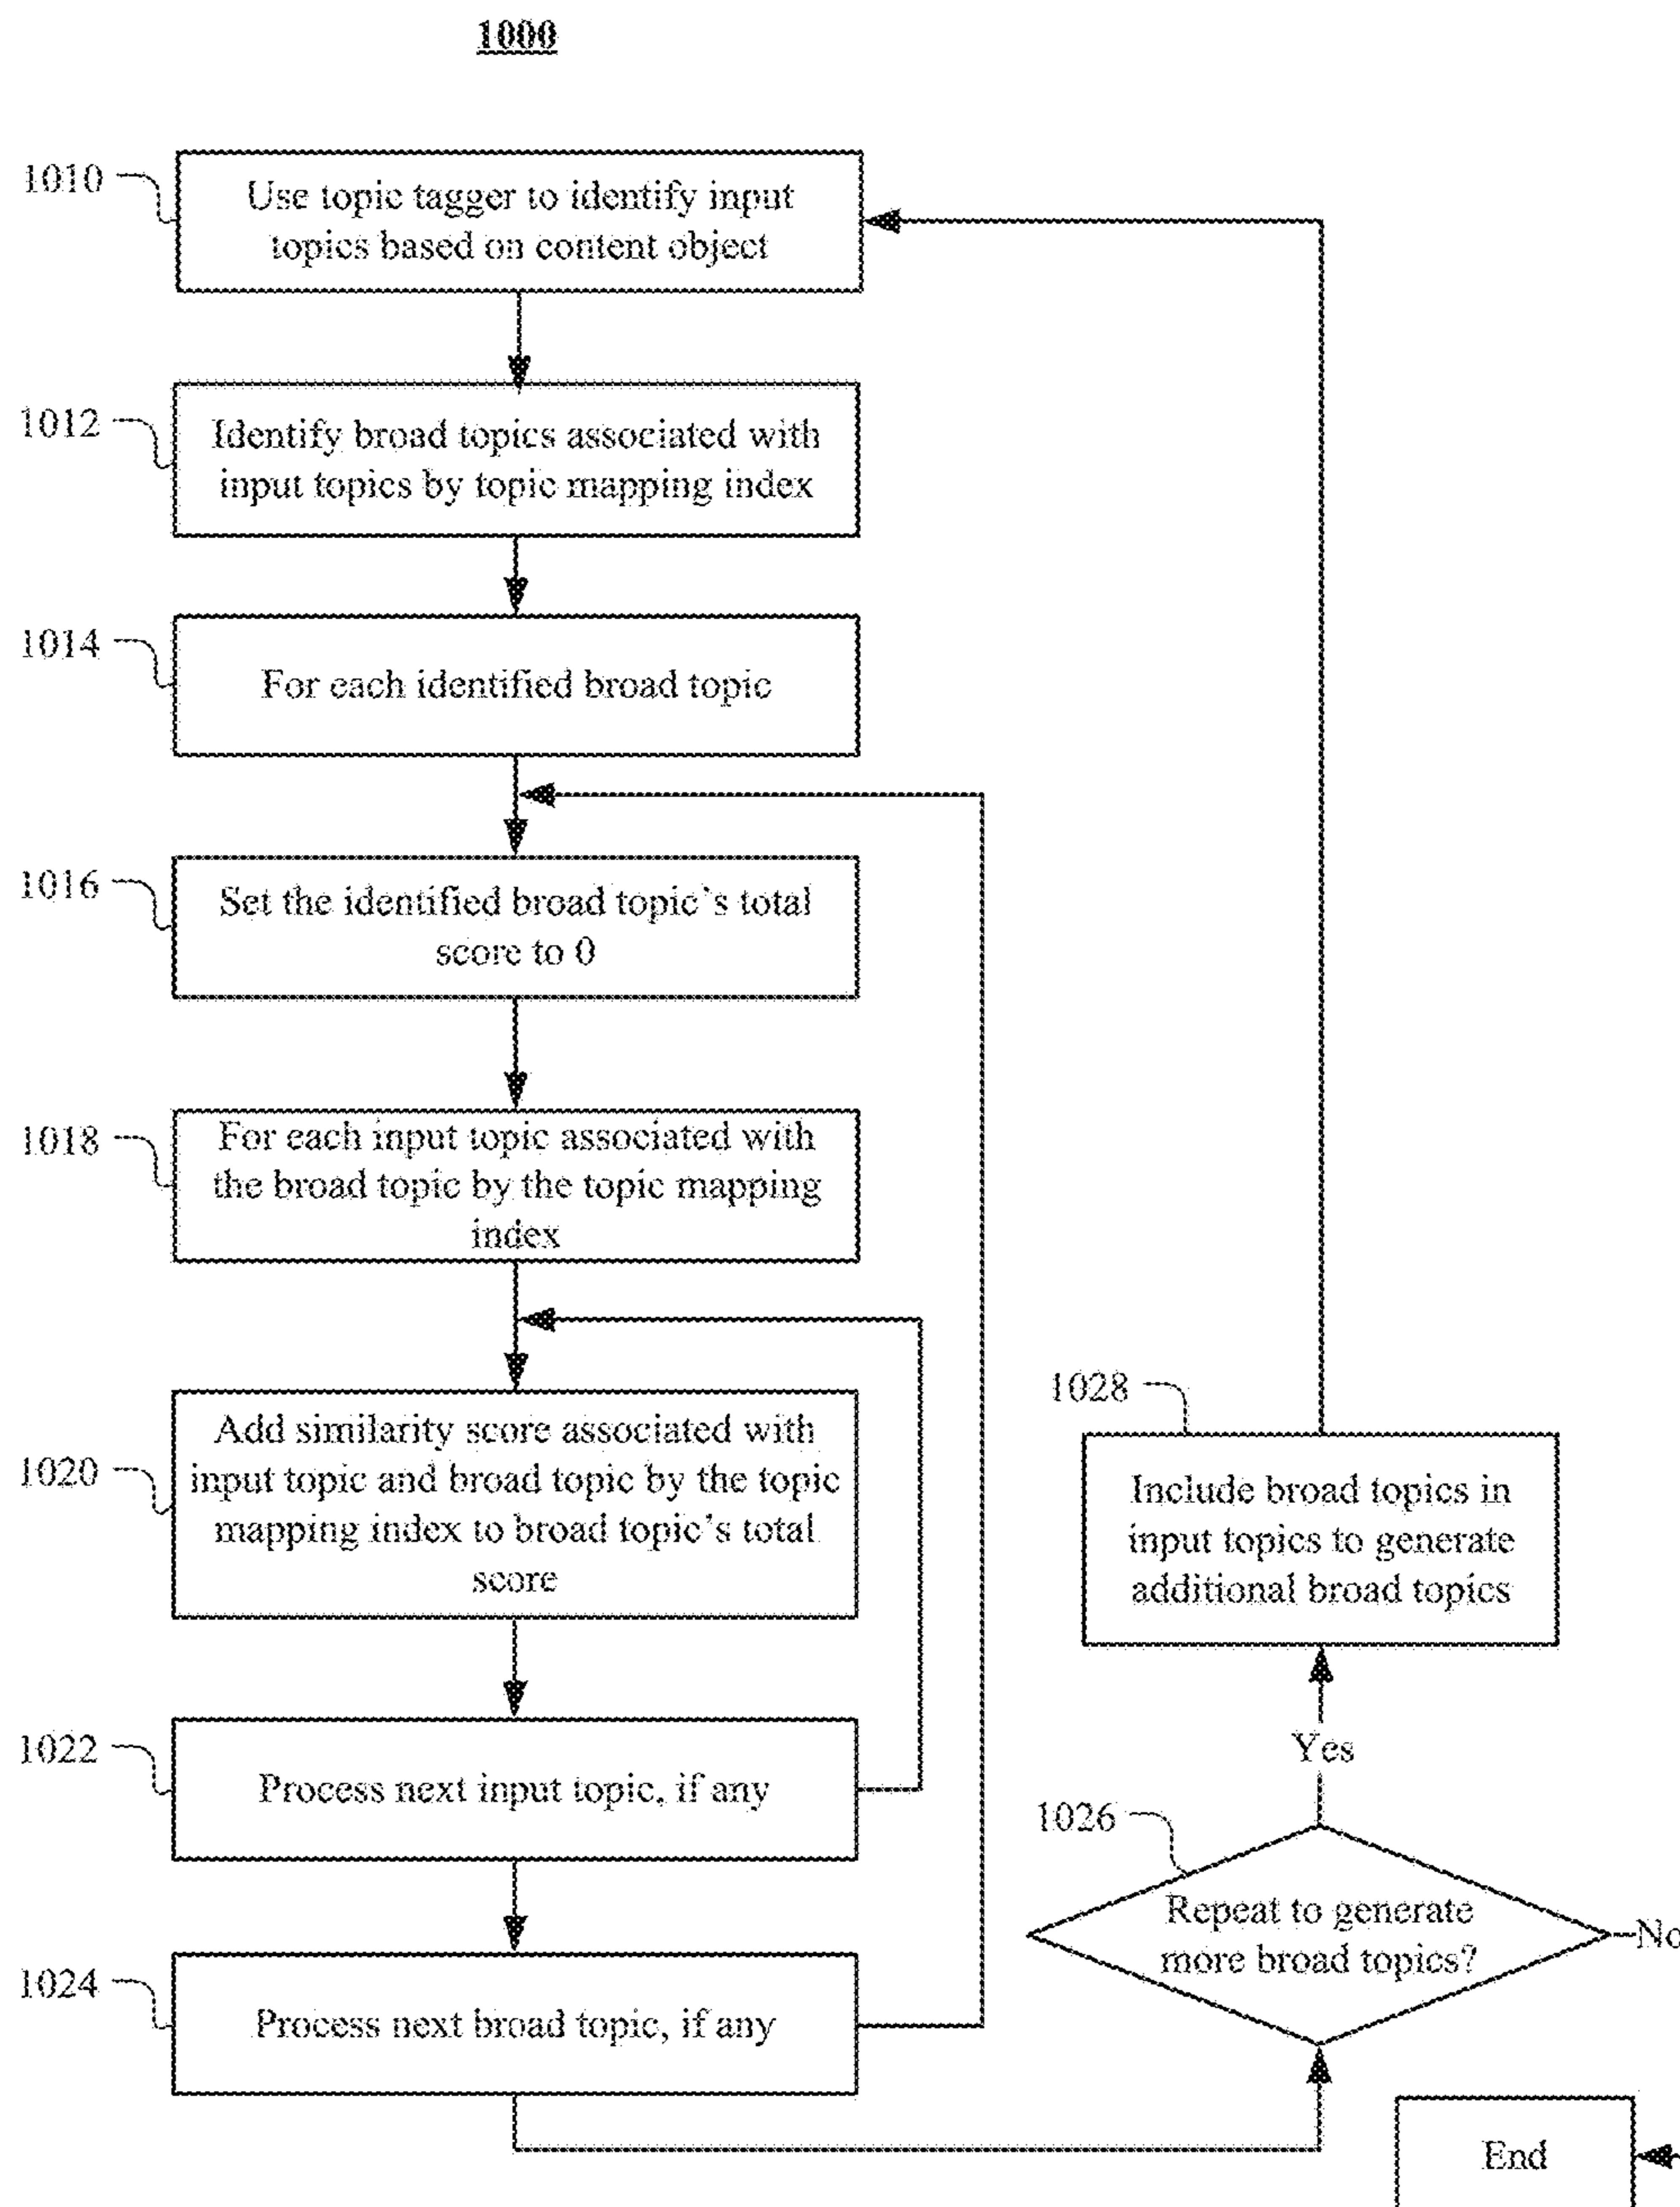 1000
1010
Use topic tagger to identify input
topics based on content object
1012
Identify broad topics associated with
input topics by topic mapping index
1014
For each identified broad topic
1016
Set the identified broad topic's total
score to 0
1018
For each input topic associated with
the broad topic by the topic mapping
index
1020
Add similarity score associated with
input topic and broad topic by the topic
mapping index to broad topic's total
score
1022
Process next input topic, if any
1024
Process next broad topic, if any
1028
Include broad topics in
input topics to generate
additional broad topics
Yes
1026
Repeat to generate
more broad topics?
No
End